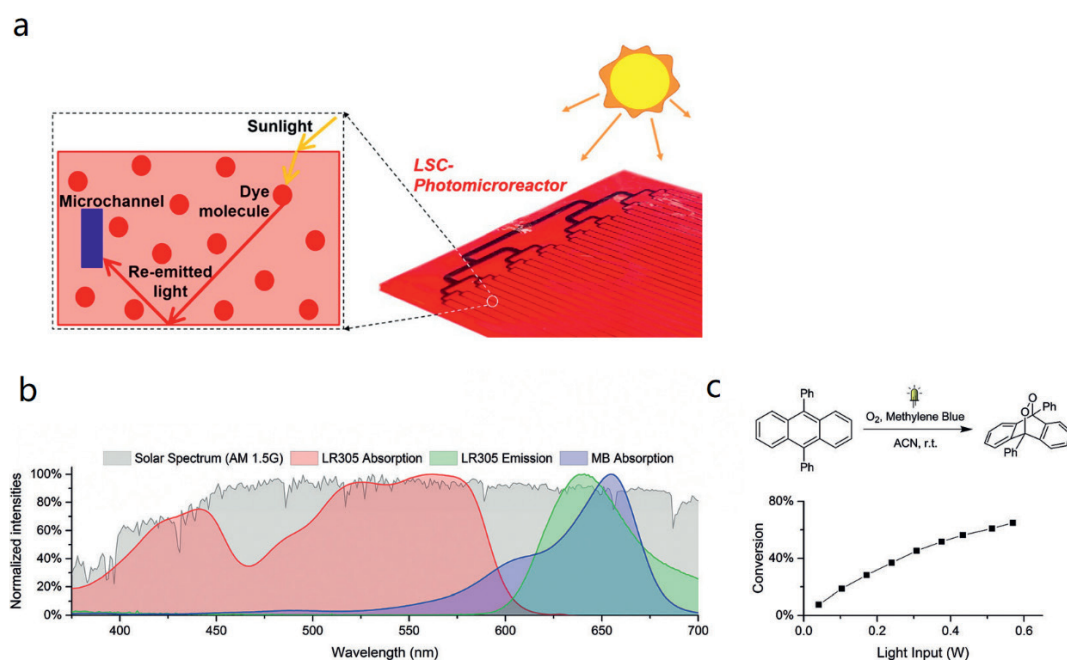 a
Sunlight
LSC-
Photomicroreactor
Dye
molecule
Microchannel
Re-emitted
light
b
Solar Spectrum (AM 1.5G) LR305 Absorption LR305 Emission MB Absorption
Normalized intensities
100%
80%
60%
40%
20%
0%
400 450 500 550 600 650 700
Wavelength (nm)
c
Ph
Ph
O₂, Methylene Blue
ACN, r.t.
O
O
Ph
Ph
Conversion
80%
40%
0%
0.0 0.2 0.4 0.6
Light Input (W)